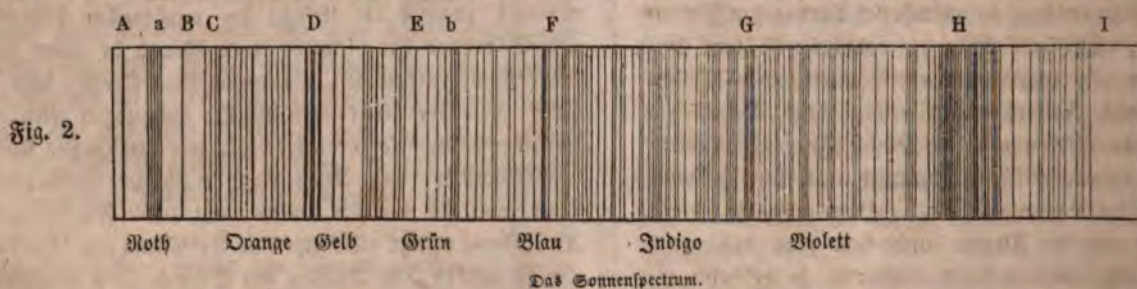 A a B C D E b F G H I
Fig. 2.
Roth Orange Gelb Grün Blau Indigo Violett
Das Sonnenspectrum.